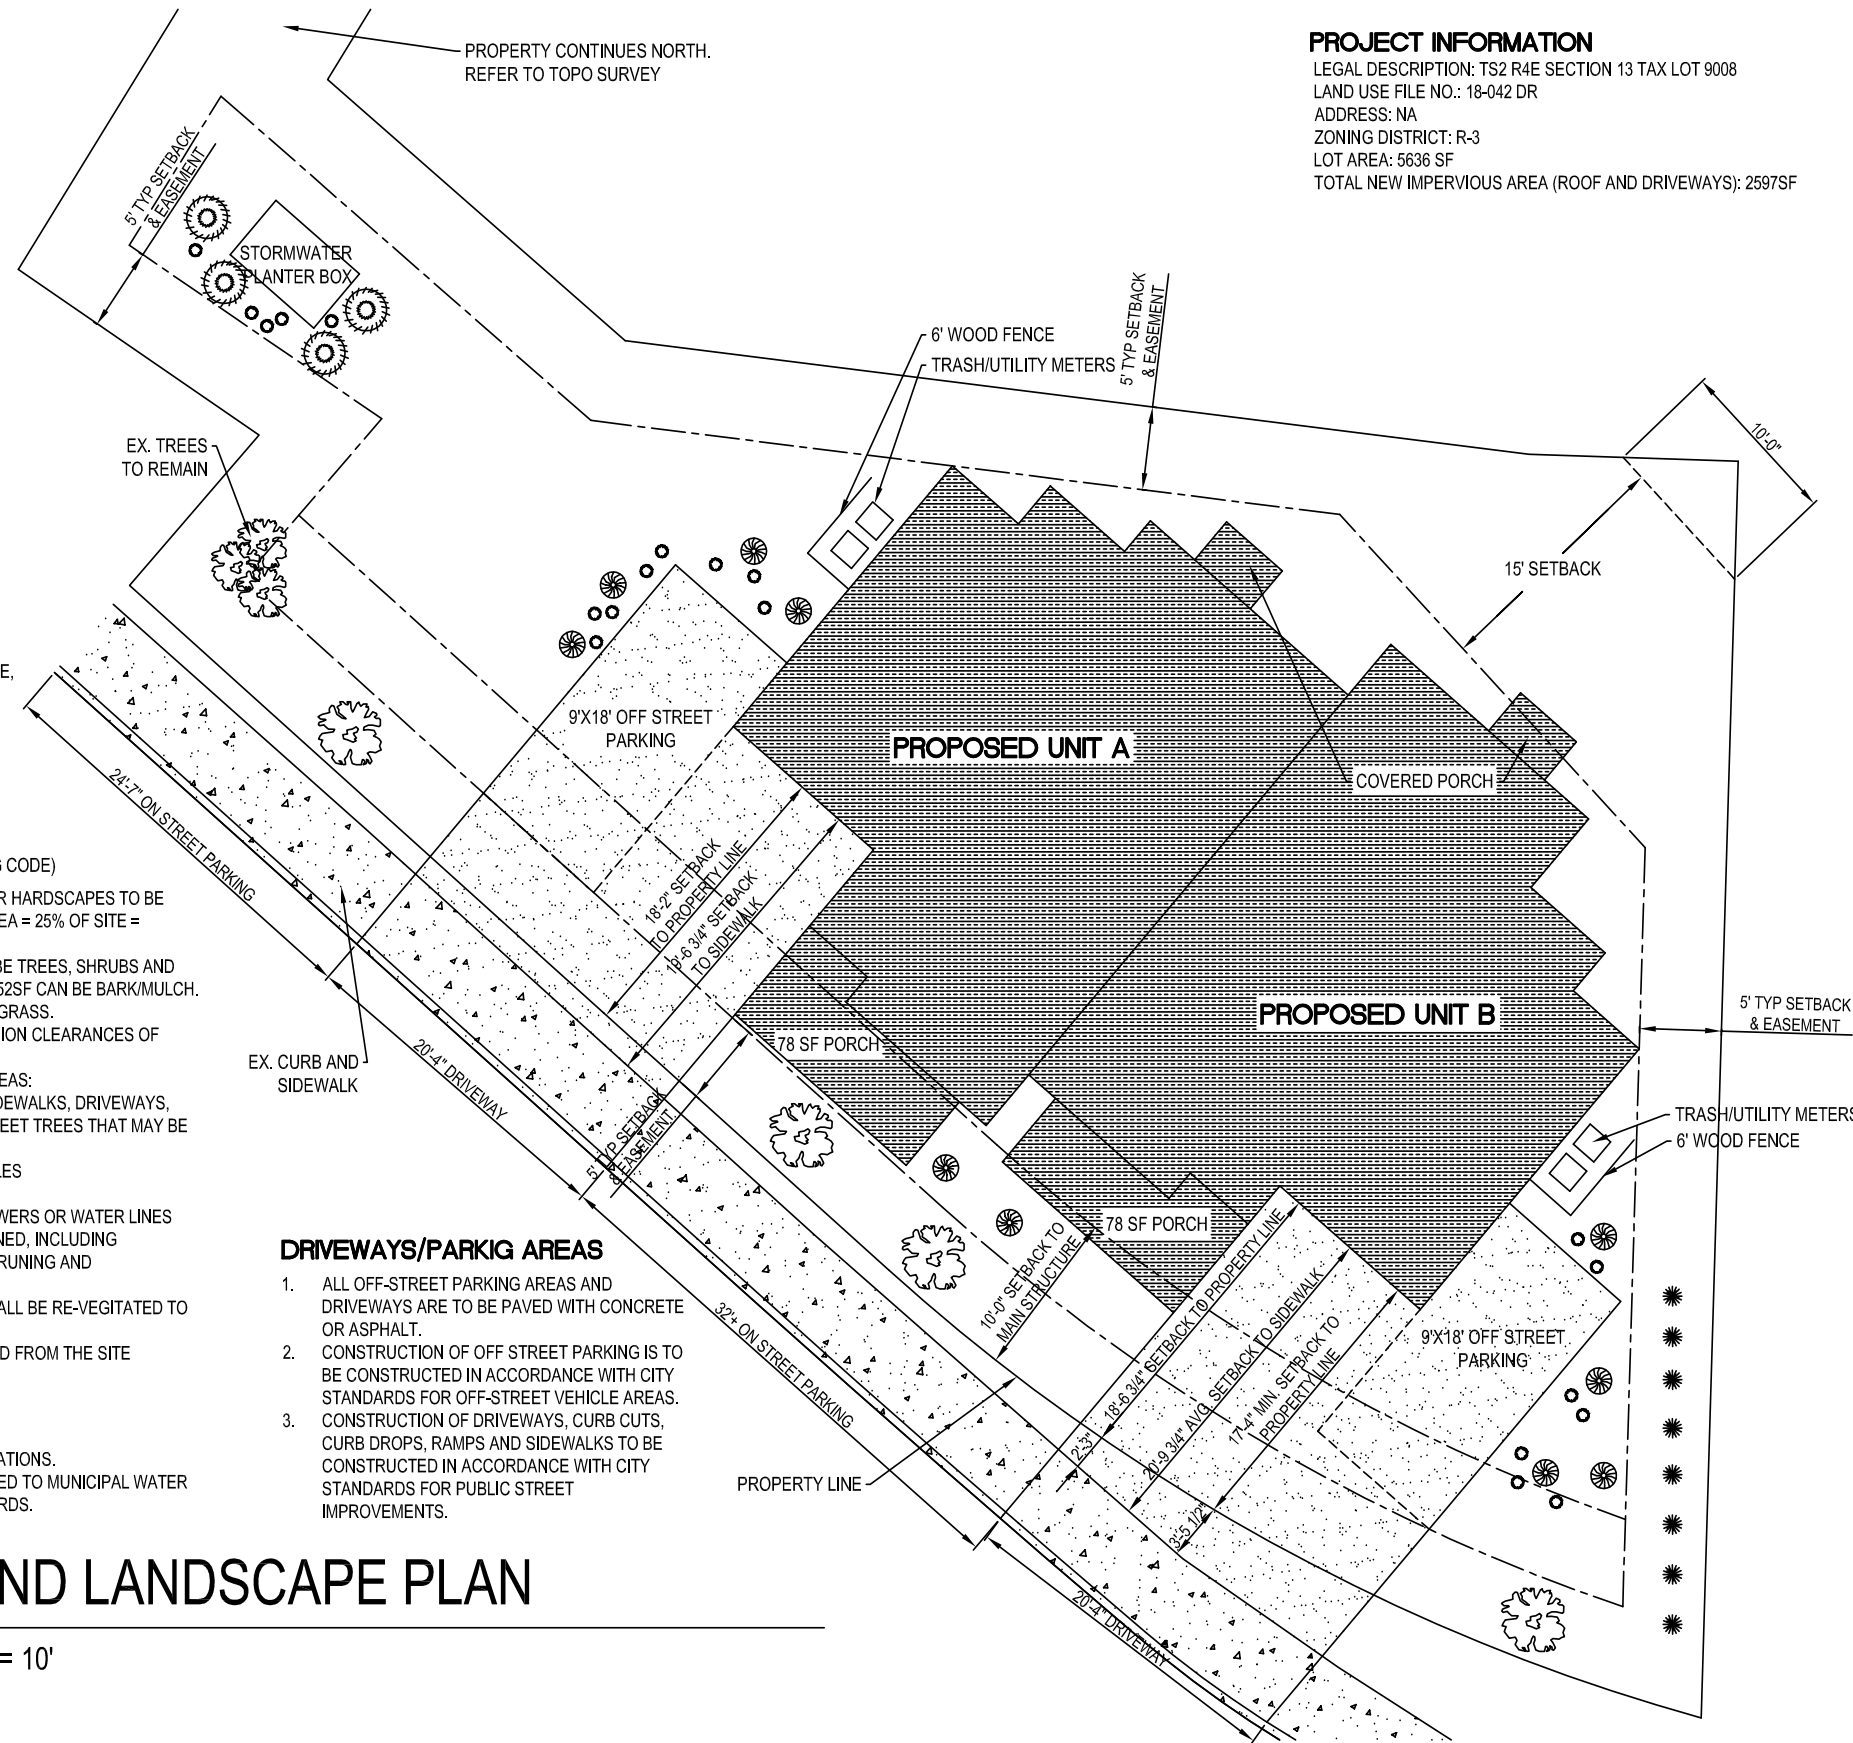 PROPERTY CONTINUES NORTH.
REFER TO TOPO SURVEY
PROJECT INFORMATION
LEGAL DESCRIPTION: TS2 R4E SECTION 13 TAX LOT 9008
LAND USE FILE NO.: 18-042 DR
ADDRESS: NA
ZONING DISTRICT: R-3
LOT AREA: 5636 SF
TOTAL NEW IMPERVIOUS AREA (ROOF AND DRIVEWAYS): 2597SF
5' TYP SETBACK
& EASEMENT
STORMWATER
PLANTER BOX
6' WOOD FENCE
TRASH/UTILITY METERS
5' TYP SETBACK
& EASEMENT
10'-0"
EX. TREES
TO REMAIN
15' SETBACK
9'X18' OFF STREET
PARKING
PROPOSED UNIT A
COVERED PORCH
24'-7" ON STREET PARKING
18'-2" SETBACK
TO PROPERTY LINE
19'-6 3/4" SETBACK
TO SIDEWALK
PROPOSED UNIT B
5' TYP SETBACK
& EASEMENT
78 SF PORCH
EX. CURB AND
SIDEWALK
20'-4" DRIVEWAY
5' TYP SETBACK
& EASEMENT
TRASH/UTILITY METERS
6' WOOD FENCE
78 SF PORCH
10'-0" SETBACK TO
MAIN STRUCTURE
32'+ ON STREET PARKING
2'-3"
18'-6 3/4" SETBACK TO PROPERTY LINE
20'-9 3/4" AVG. SETBACK TO SIDEWALK
17'-4" MIN. SETBACK TO
PROPERTY LINE
3'-5 1/2"
9'X18' OFF STREET
PARKING
PROPERTY LINE
20'-4" DRIVEWAY
E,
CODE)
R HARDSCAPES TO BE
EA = 25% OF SITE =
BE TREES, SHRUBS AND
52SF CAN BE BARK/MULCH.
GRASS.
ION CLEARANCES OF
EAS:
DEWALKS, DRIVEWAYS,
EET TREES THAT MAY BE
LES
WERS OR WATER LINES
NED, INCLUDING
RUNING AND
ALL BE RE-VEGITATED TO
D FROM THE SITE
ATIONS.
ED TO MUNICIPAL WATER
RDS.
DRIVEWAYS/PARKIG AREAS
1. ALL OFF-STREET PARKING AREAS AND
DRIVEWAYS ARE TO BE PAVED WITH CONCRETE
OR ASPHALT.
2. CONSTRUCTION OF OFF STREET PARKING IS TO
BE CONSTRUCTED IN ACCORDANCE WITH CITY
STANDARDS FOR OFF-STREET VEHICLE AREAS.
3. CONSTRUCTION OF DRIVEWAYS, CURB CUTS,
CURB DROPS, RAMPS AND SIDEWALKS TO BE
CONSTRUCTED IN ACCORDANCE WITH CITY
STANDARDS FOR PUBLIC STREET
IMPROVEMENTS.
ND LANDSCAPE PLAN
= 10'